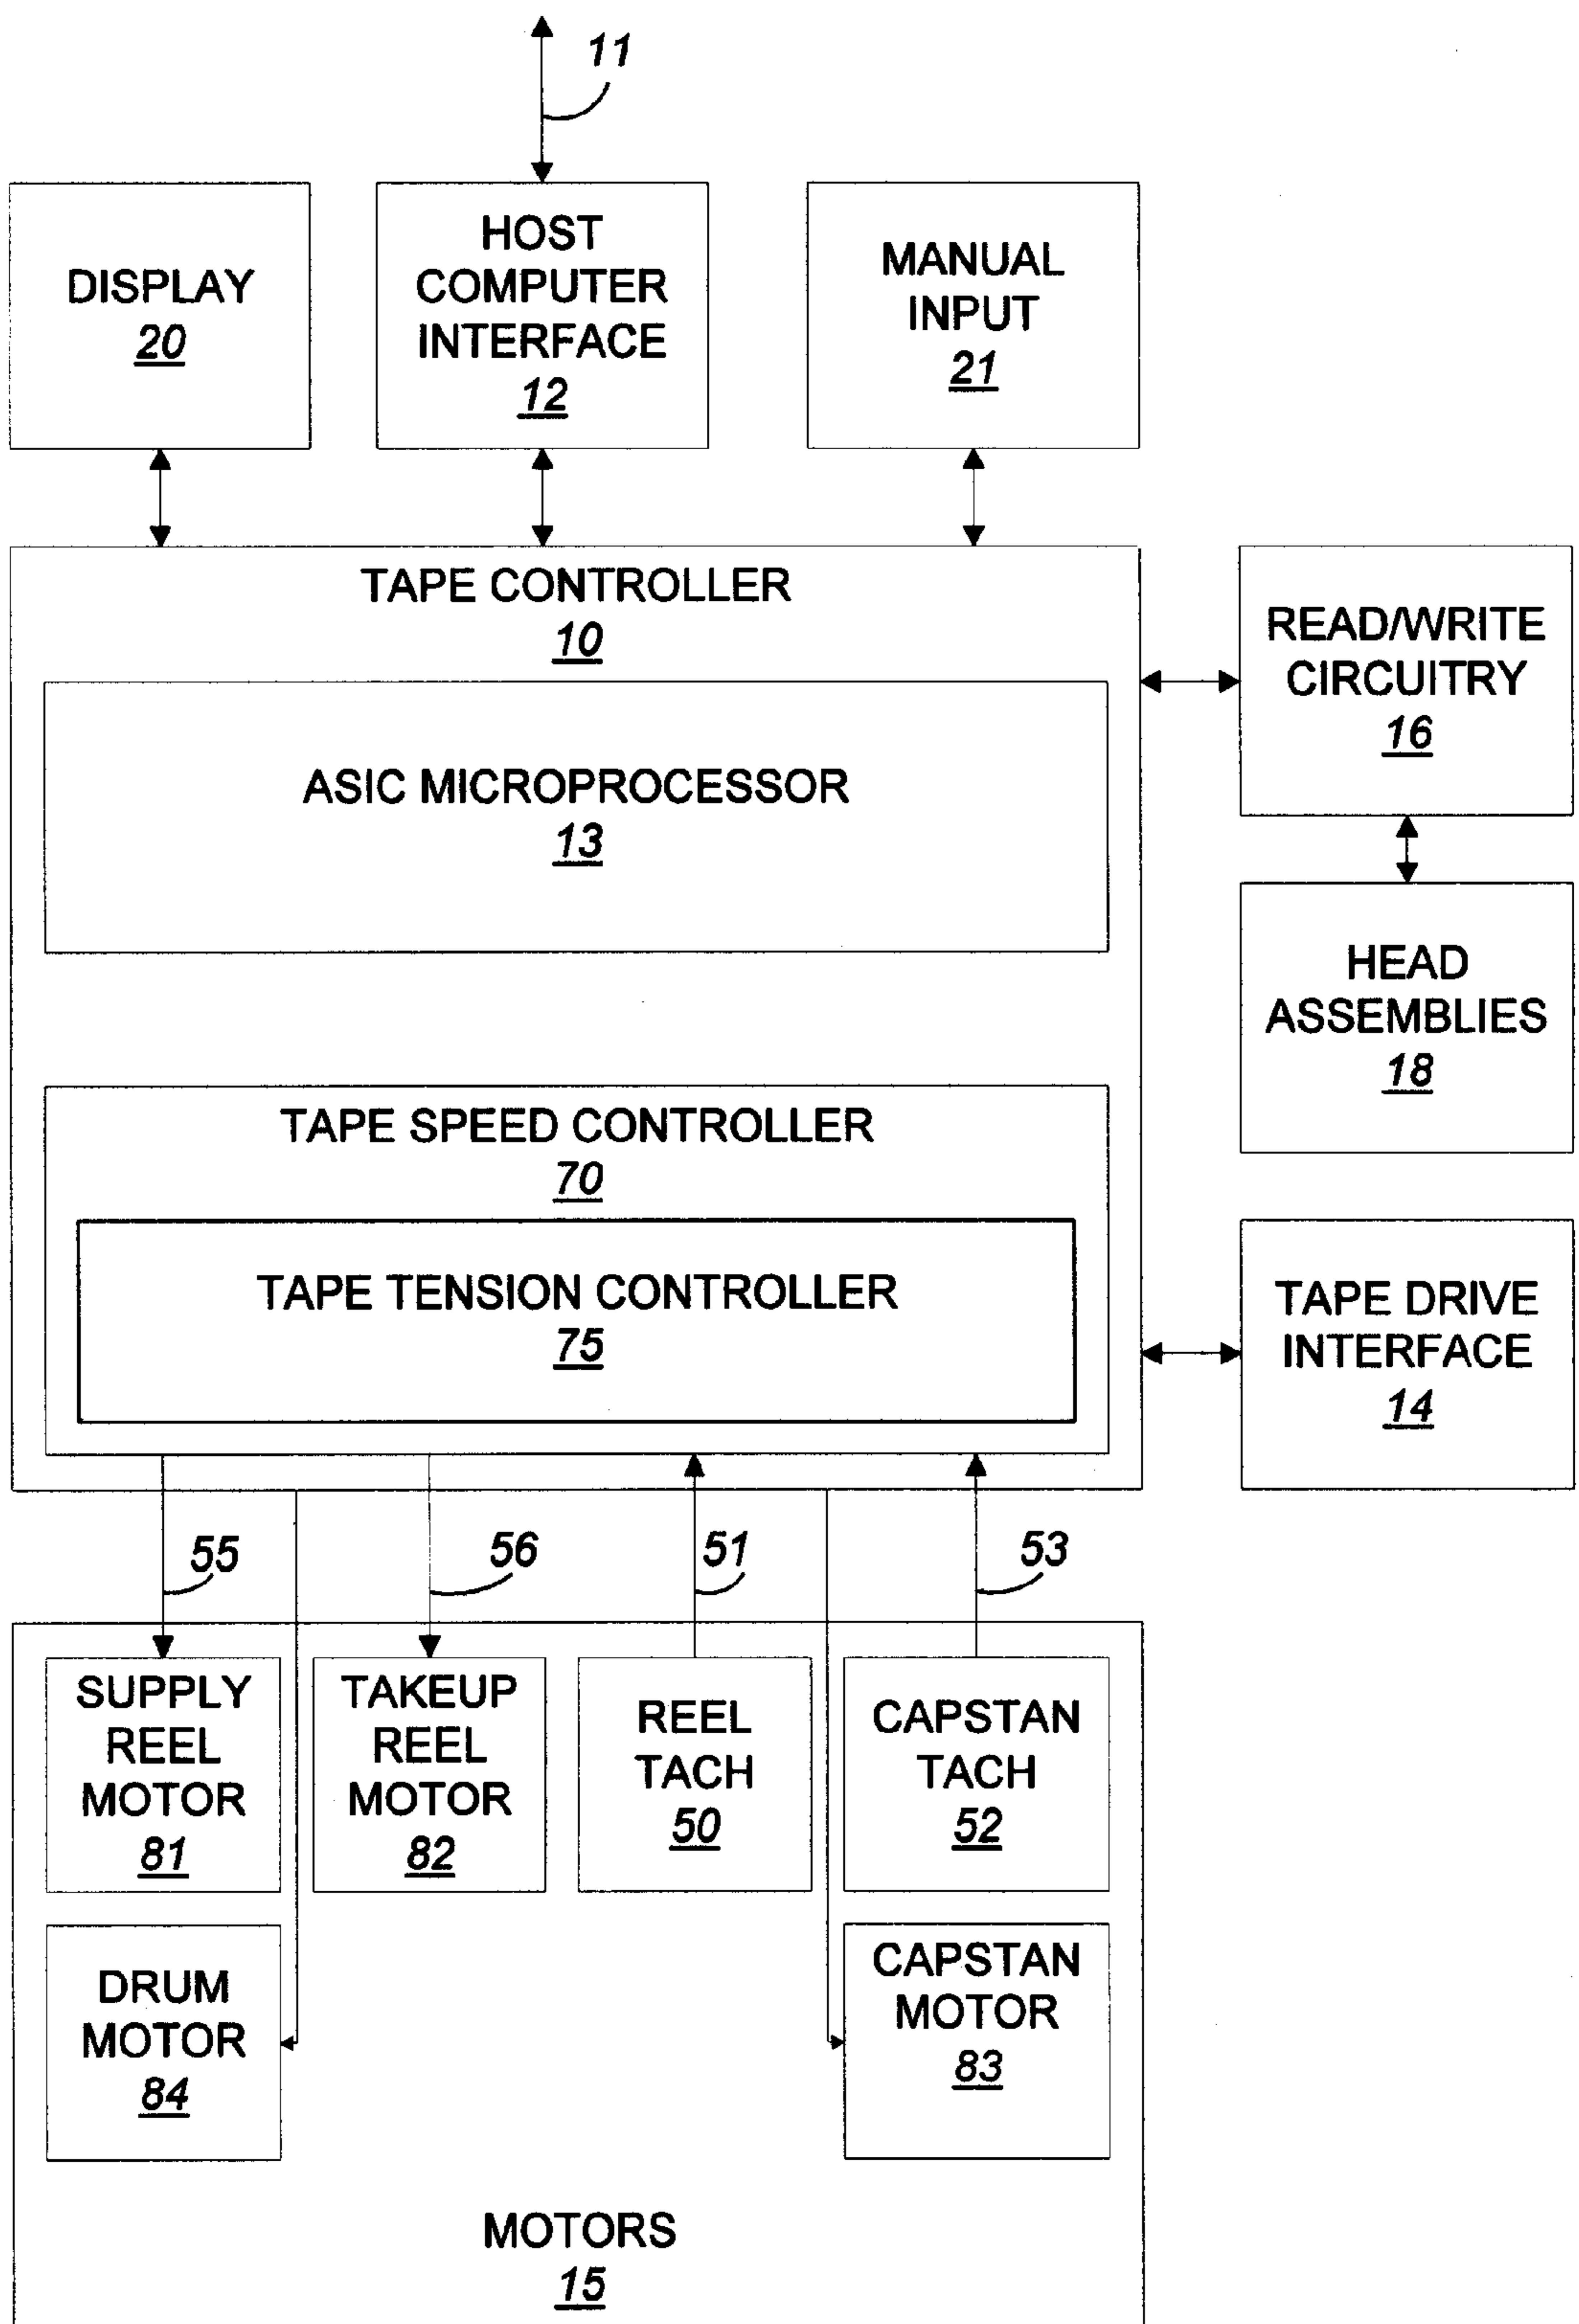 11
DISPLAY
20
HOST
COMPUTER
INTERFACE
12
MANUAL
INPUT
21
TAPE CONTROLLER
10
ASIC MICROPROCESSOR
13
READ/WRITE
CIRCUITRY
16
HEAD
ASSEMBLIES
18
TAPE SPEED CONTROLLER
70
TAPE TENSION CONTROLLER
75
TAPE DRIVE
INTERFACE
14
55
56
51
53
SUPPLY
REEL
MOTOR
81
TAKEUP
REEL
MOTOR
82
REEL
TACH
50
CAPSTAN
TACH
52
DRUM
MOTOR
84
CAPSTAN
MOTOR
83
MOTORS
15